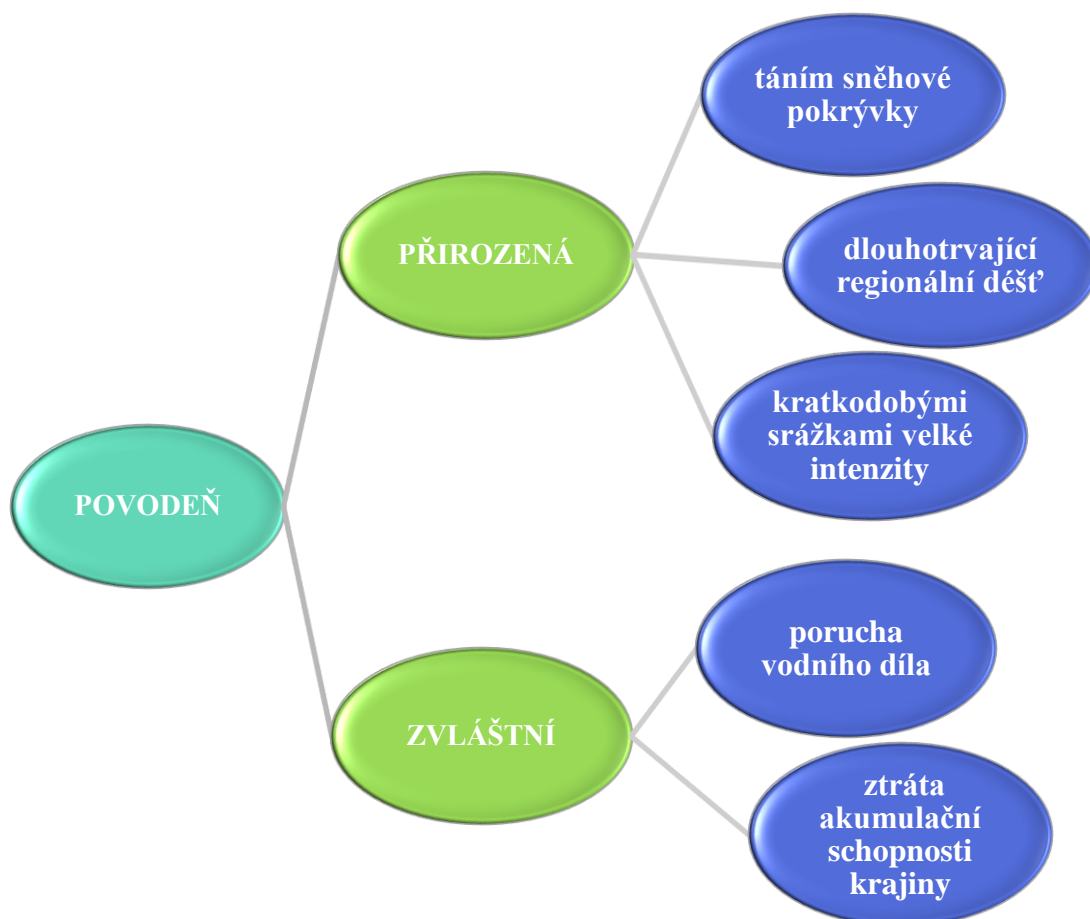 táním sněhové
pokrývky
PŘIROZENÁ
dlouhotrvající
regionální déšť
kratkodobými
srážkami velké
intenzity
POVODEŇ
porucha
vodního díla
ZVLÁŠTNÍ
ztráta
akumulační
schopnosti
krajiny